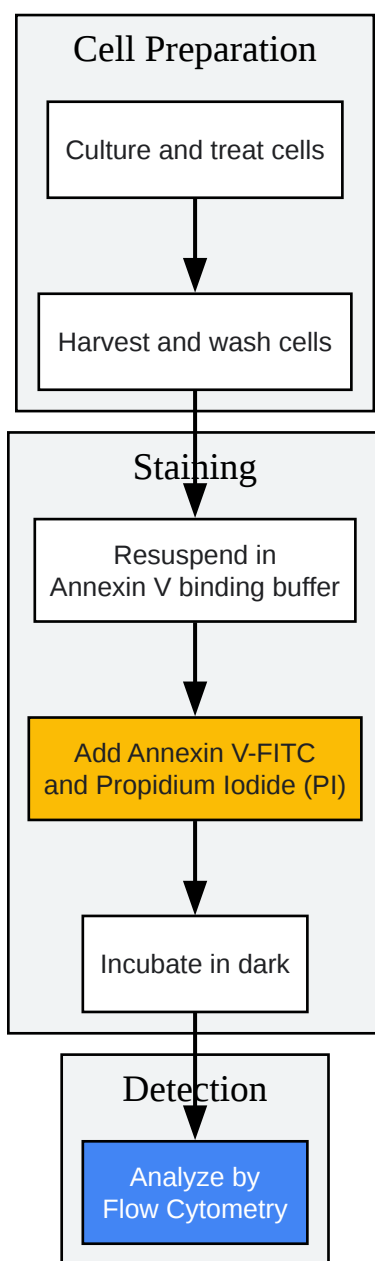 Cell Preparation
Culture and treat cells
Harvest and wash cells
Staining
Resuspend in
Annexin V binding buffer
Add Annexin V-FITC
and Propidium Iodide (PI)
Incubate in dark
Detection
Analyze by
Flow Cytometry